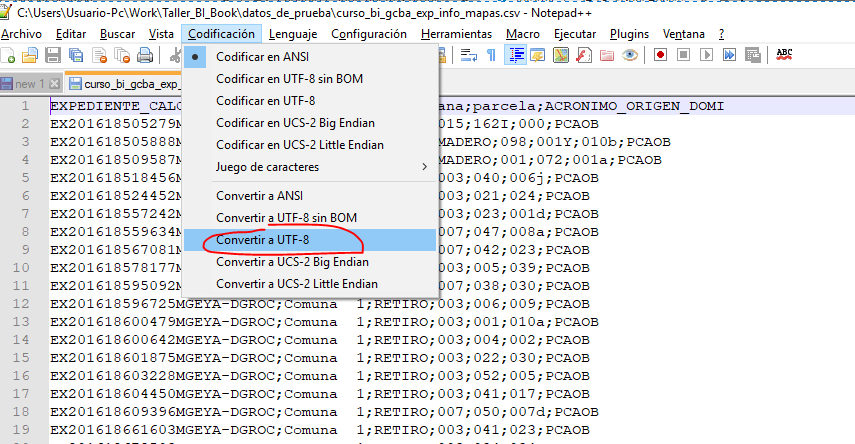 C:\Users\Usuario-Pc\Work\Taller_BI_Book\datos_de_prueba\curso_bi_gcba_exp_info_mapas.csv - Notepad++
Archivo Editar Buscar Vista Codificación Lenguaje Configuración Herramientas Macro Ejecutar Plugins Ventana ?
ABC
new 1 curso_bi_gcba_exp_
Codificar en ANSI
Codificar en UTF-8 sin BOM
Codificar en UTF-8
Codificar en UCS-2 Big Endian
Codificar en UCS-2 Little Endian
Juego de caracteres
Convertir a ANSI
Convertir a UTF-8 sin BOM
Convertir a UTF-8
Convertir a UCS-2 Big Endian
Convertir a UCS-2 Little Endian
1 EXPEDIENTE_CALC ana;parcela;ACRONIMO_ORIGEN_DOMI
2 EX201618505279M 015;162I;000;PCAOB
3 EX201618505888M MADERO;098;001Y;010b;PCAOB
4 EX201618509587M MADERO;001;072;001a;PCAOB
5 EX201618518456M 003;040;006j;PCAOB
6 EX201618524452M 003;021;024;PCAOB
7 EX201618557242M 003;023;001d;PCAOB
8 EX201618559634M 007;047;008a;PCAOB
9 EX201618567081M 007;042;023;PCAOB
10 EX201618578177M 003;005;039;PCAOB
11 EX201618595092M 007;038;030;PCAOB
12 EX201618596725MGEYA-DGROC;Comuna 1;RETIRO;003;006;009;PCAOB
13 EX201618600479MGEYA-DGROC;Comuna 1;RETIRO;003;001;010a;PCAOB
14 EX201618600642MGEYA-DGROC;Comuna 1;RETIRO;003;004;002;PCAOB
15 EX201618601875MGEYA-DGROC;Comuna 1;RETIRO;003;022;030;PCAOB
16 EX201618603228MGEYA-DGROC;Comuna 1;RETIRO;003;052;005;PCAOB
17 EX201618604450MGEYA-DGROC;Comuna 1;RETIRO;003;041;017;PCAOB
18 EX201618609396MGEYA-DGROC;Comuna 1;RETIRO;007;050;007d;PCAOB
19 EX201618661603MGEYA-DGROC;Comuna 1;RETIRO;003;041;023;PCAOB